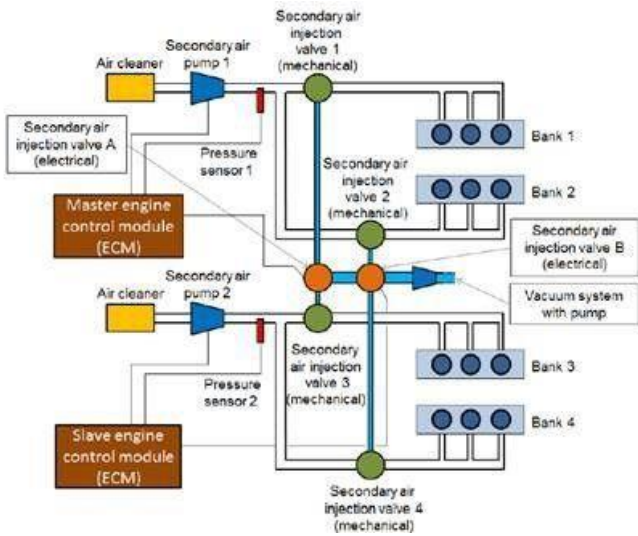 Secondary air
injection
valve 1
(mechanical)
Secondary air
pump 1
Air cleaner
Secondary air
injection valve A
(electrical)
Pressure
sensor 1
Bank 1
Secondary air
injection
valve 2
(mechanical)
Bank 2
Master engine
control module
(ECM)
Secondary air
injection valve B
(electrical)
Secondary air
pump 2
Air cleaner
Vacuum system
with pump
Secondary
air injection
valve 3
(mechanical)
Pressure
sensor 2
Bank 3
Bank 4
Slave engine
control module
(ECM)
Secondary air
injection
valve 4
(mechanical)